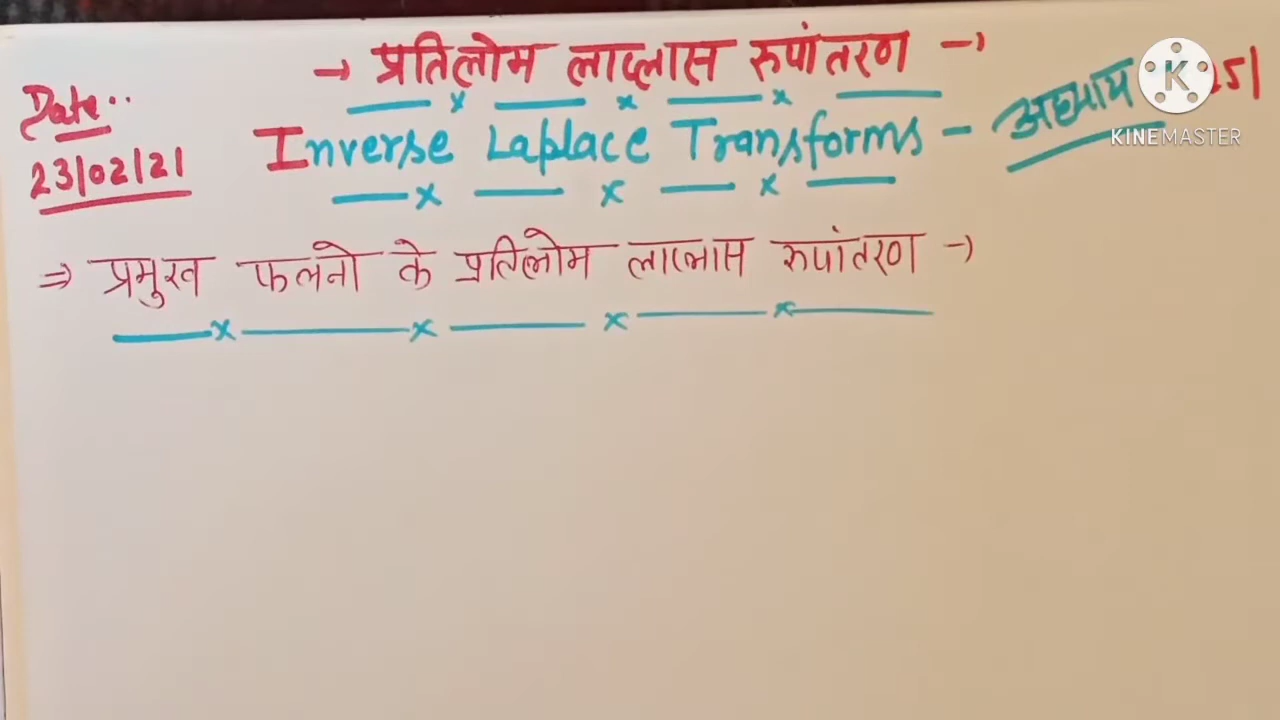 → प्रतिलोम लाप्लास रुपांतरण →
Date..
23/02/21
Inverse Laplace Transforms – अध्याय
K
KINEMASTER
⇒ प्रमुख फलनो के प्रतिलोम लाप्लास रुपांतरण →